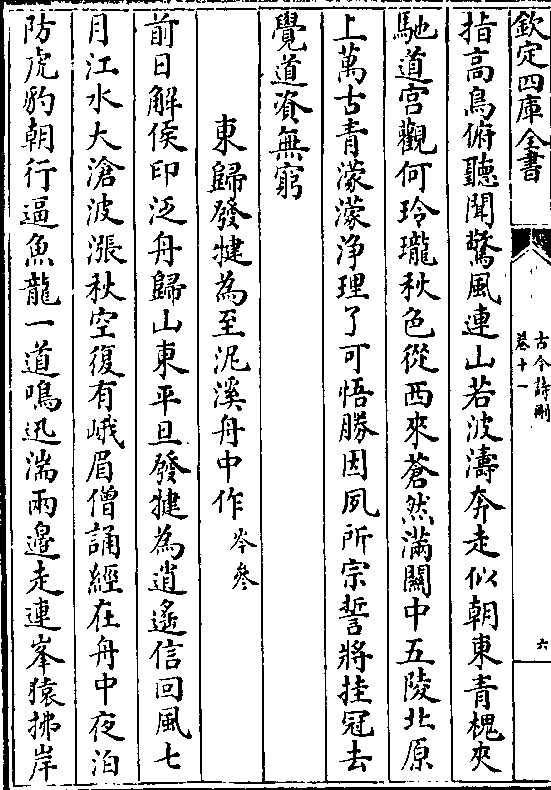 欽定四庫全書
古今詩刪
卷十一
六
指高鳥俯聽聞驚風連山若波濤奔走似朝東青槐夾
馳道宫觀何玲瓏秋色從西來蒼然滿關中五陵北原
上萬古青濛濛浄理了可悟勝因夙所宗誓將挂冠去
覺道資無窮
東歸發犍為至泥溪舟中作 岑參
前日解侯印泛舟歸山東平旦發犍為逍遙信回風七
月江水大滄波漲秋空復有峨眉僧誦經在舟中夜泊
防虎豹朝行逼魚龍一道鳴迅湍兩邉走連峯猿拂岸